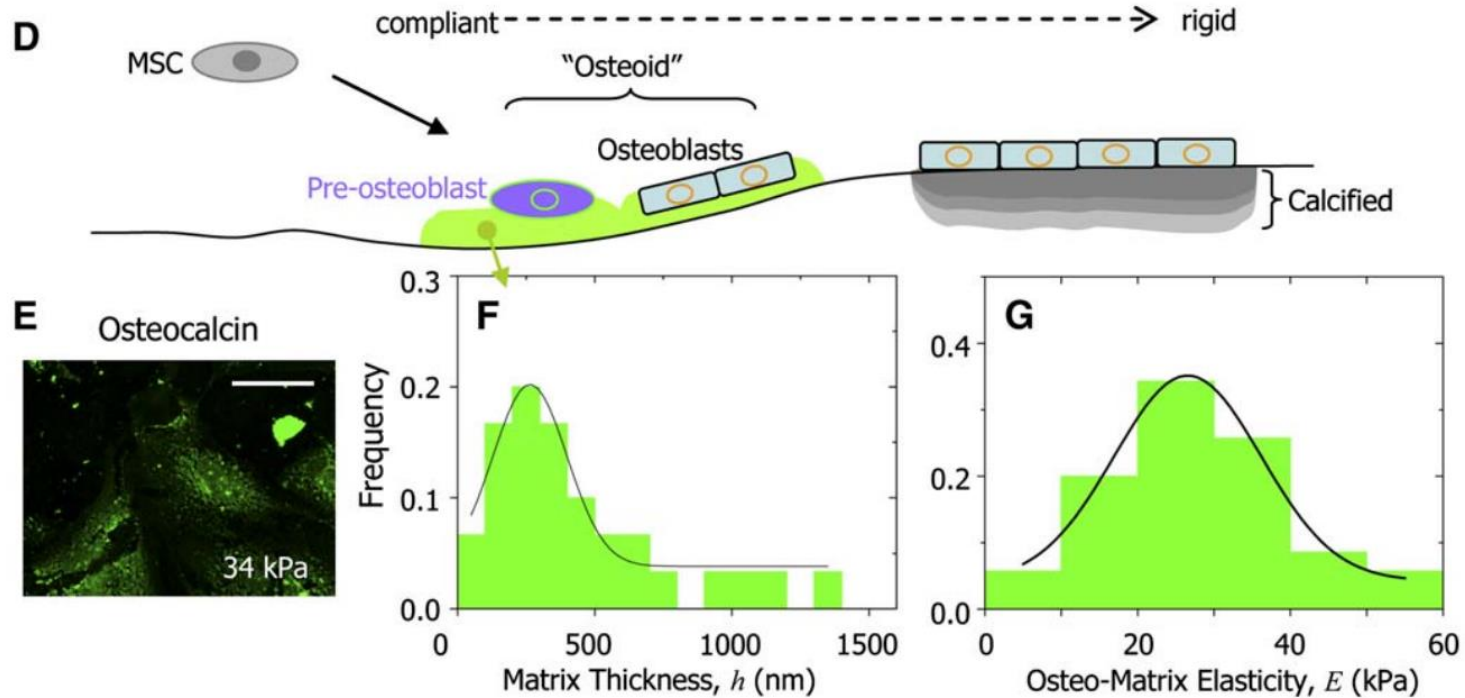 D
compliant
rigid
MSC
“Osteoid”
Osteoblasts
Pre-osteoblast
Calcified
E
Osteocalcin
34 kPa
F
Frequency
0.3
0.2
0.1
0.0
0
500
1000
1500
Matrix Thickness, h (nm)
G
0.4
0.2
0.0
0
20
40
60
Osteo-Matrix Elasticity, E (kPa)